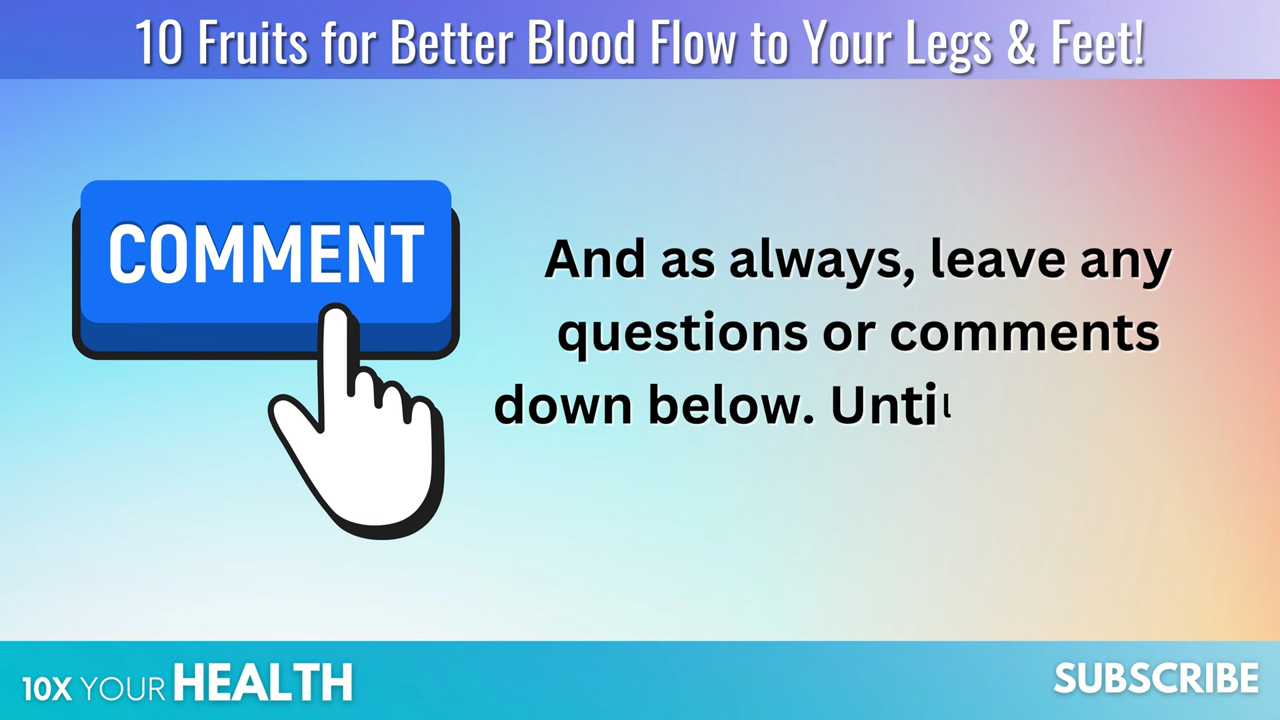 10 Fruits for Better Blood Flow to Your Legs & Feet!
COMMENT
And as always, leave any
questions or comments
down below. Until
10X YOUR HEALTH
SUBSCRIBE